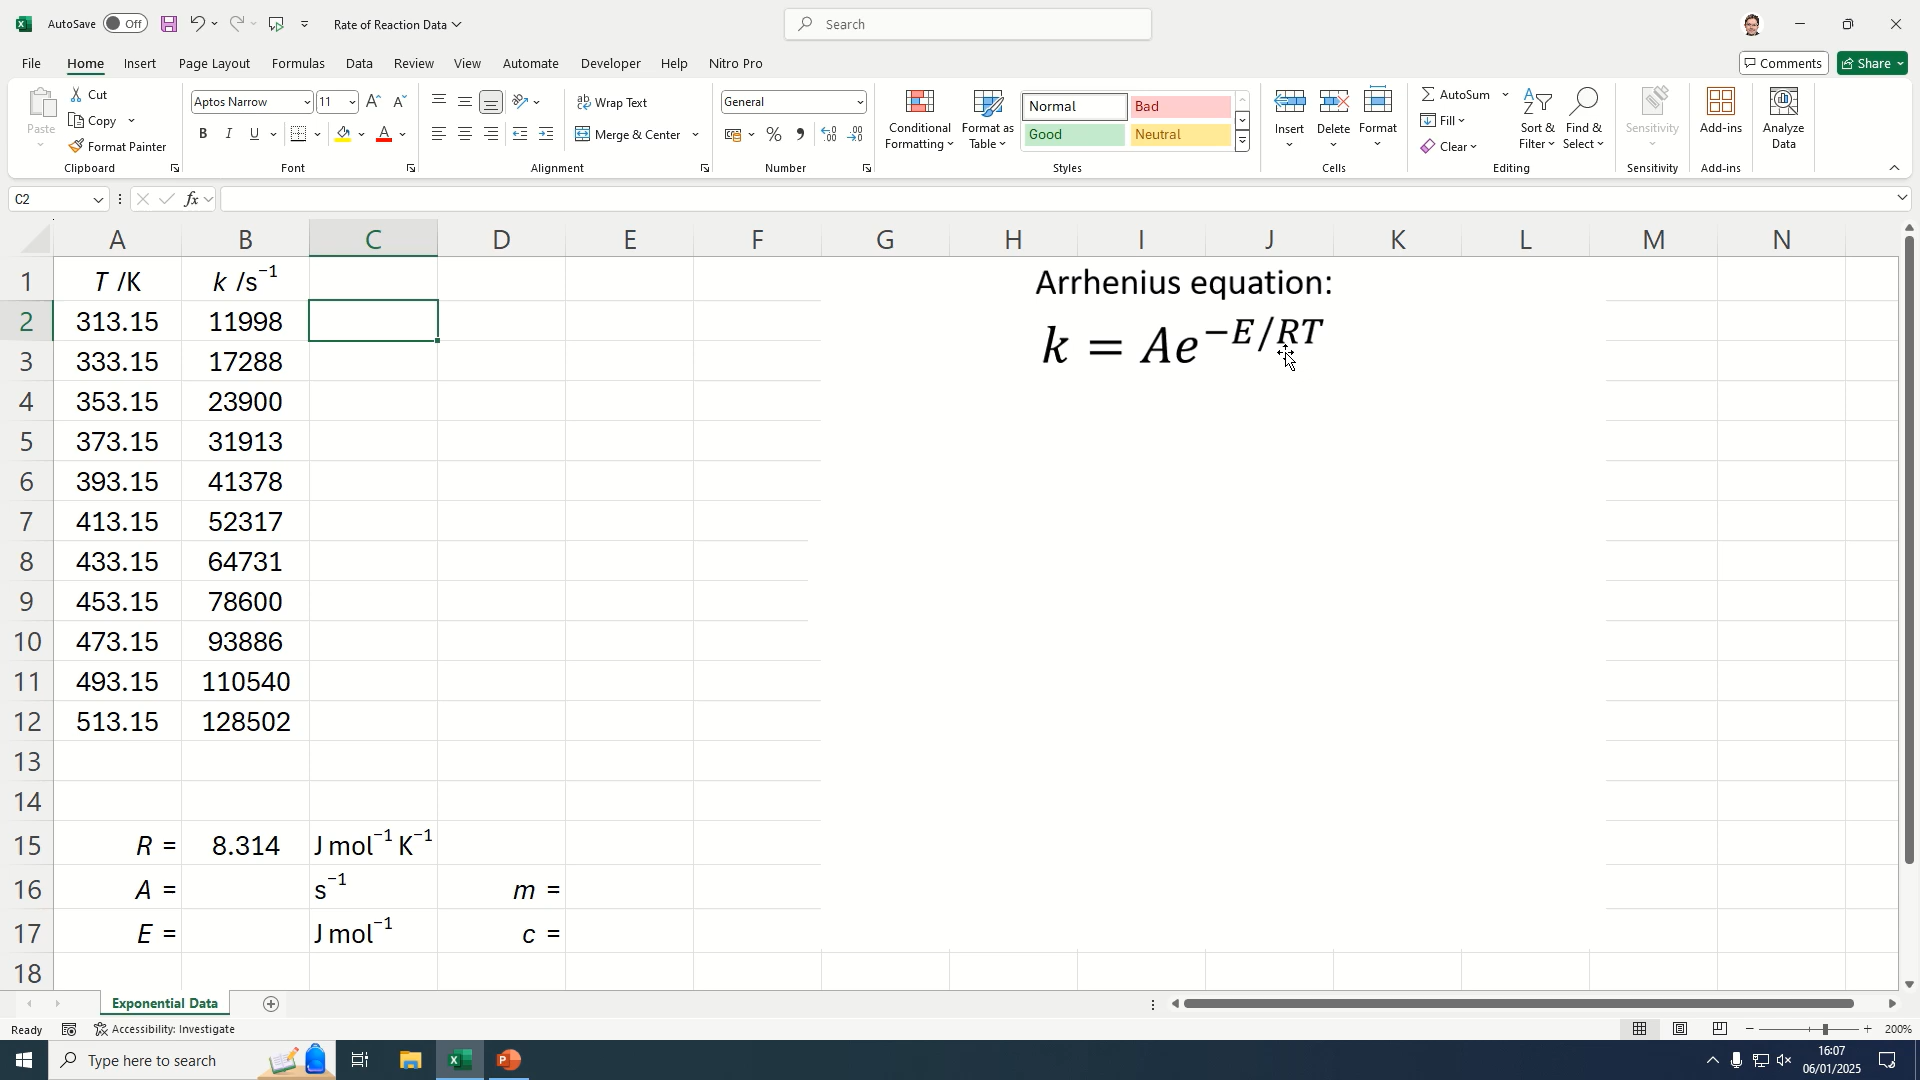 AutoSave Off Rate of Reaction Data Search
File Home Insert Page Layout Formulas Data Review View Automate Developer Help Nitro Pro Comments Share
Paste Cut Copy Format Painter Clipboard
Aptos Narrow 11 B I U A Font
Wrap Text Merge & Center Alignment
General % , Number
Conditional Formatting Format as Table Normal Bad Good Neutral Styles
Insert Delete Format Cells
AutoSum Fill Clear Sort & Filter Find & Select Editing
Sensitivity Sensitivity
Add-ins Add-ins
Analyze Data
C2 fx
A B C D E F G H I J K L M N
1 T /K k /s⁻¹ Arrhenius equation:
2 313.15 11998
k = Ae^{−E/RT}
3 333.15 17288
4 353.15 23900
5 373.15 31913
6 393.15 41378
7 413.15 52317
8 433.15 64731
9 453.15 78600
10 473.15 93886
11 493.15 110540
12 513.15 128502
13
14
15 R = 8.314 J mol⁻¹ K⁻¹
16 A = s⁻¹ m =
17 E = J mol⁻¹ c =
18
Exponential Data
Ready Accessibility: Investigate 200%
Type here to search 16:07
06/01/2025